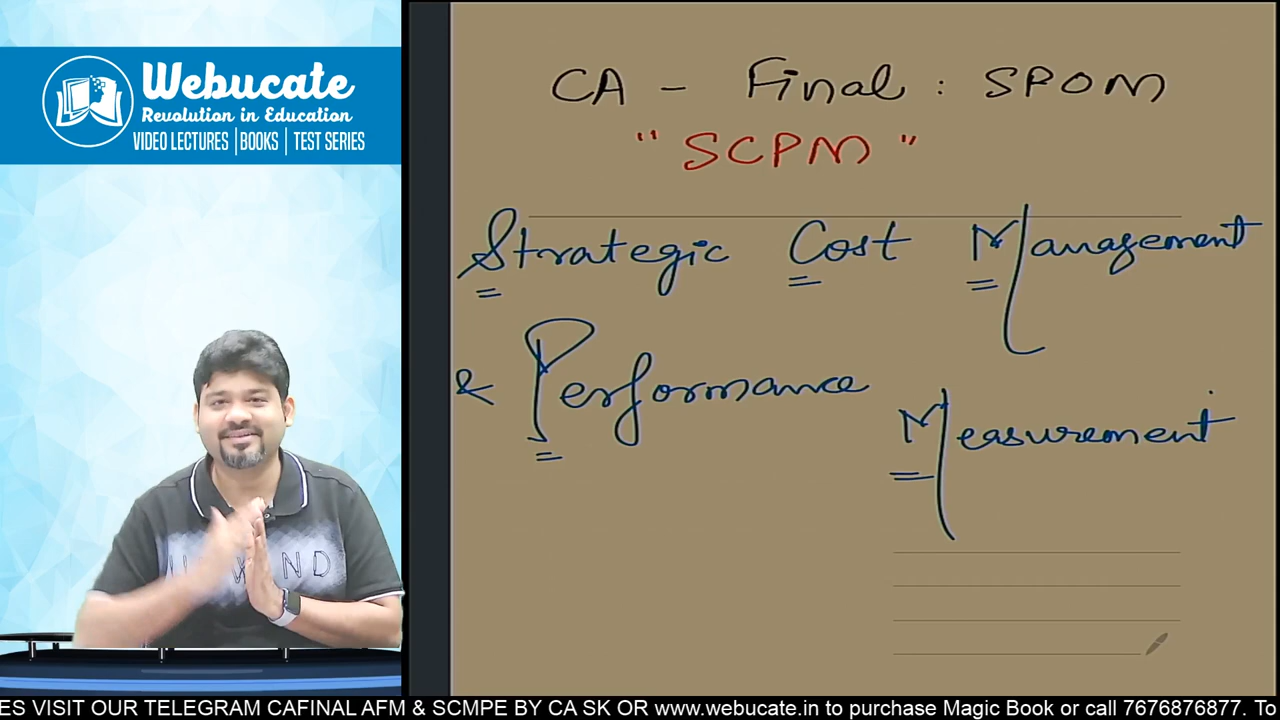 Webucate
Revolution in Education
VIDEO LECTURES | BOOKS | TEST SERIES
CA - Final : SPOM
"SCPM"
Strategic Cost Management
& Performance
Measurement
ES VISIT OUR TELEGRAM CAFINAL AFM & SCMPE BY CA SK OR www.webucate.in to purchase Magic Book or call 7676876877. To